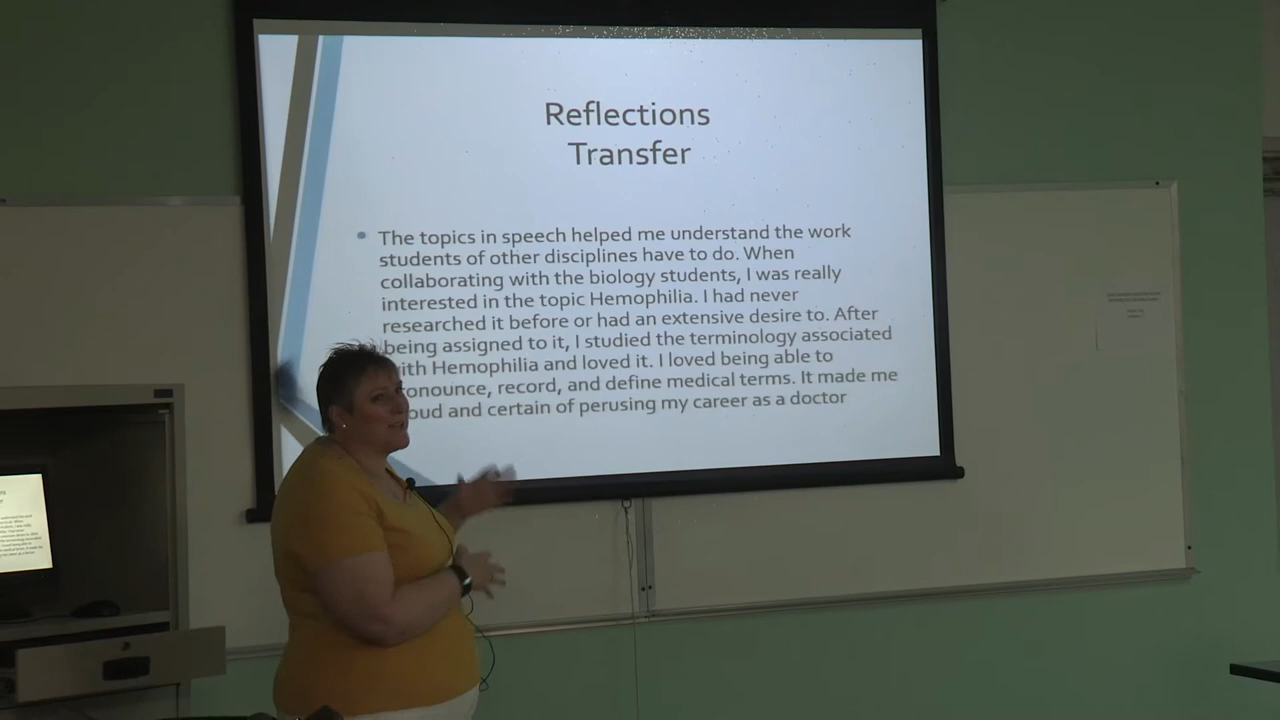 Reflections
Transfer
The topics in speech helped me understand the work
students of other disciplines have to do. When
collaborating with the biology students, I was really
interested in the topic Hemophilia. I had never
researched it before or had an extensive desire to. After
being assigned to it, I studied the terminology associated
ith Hemophilia and loved it. I loved being able to
ronounce, record, and define medical terms. It made me
oud and certain of perusing my career as a doctor